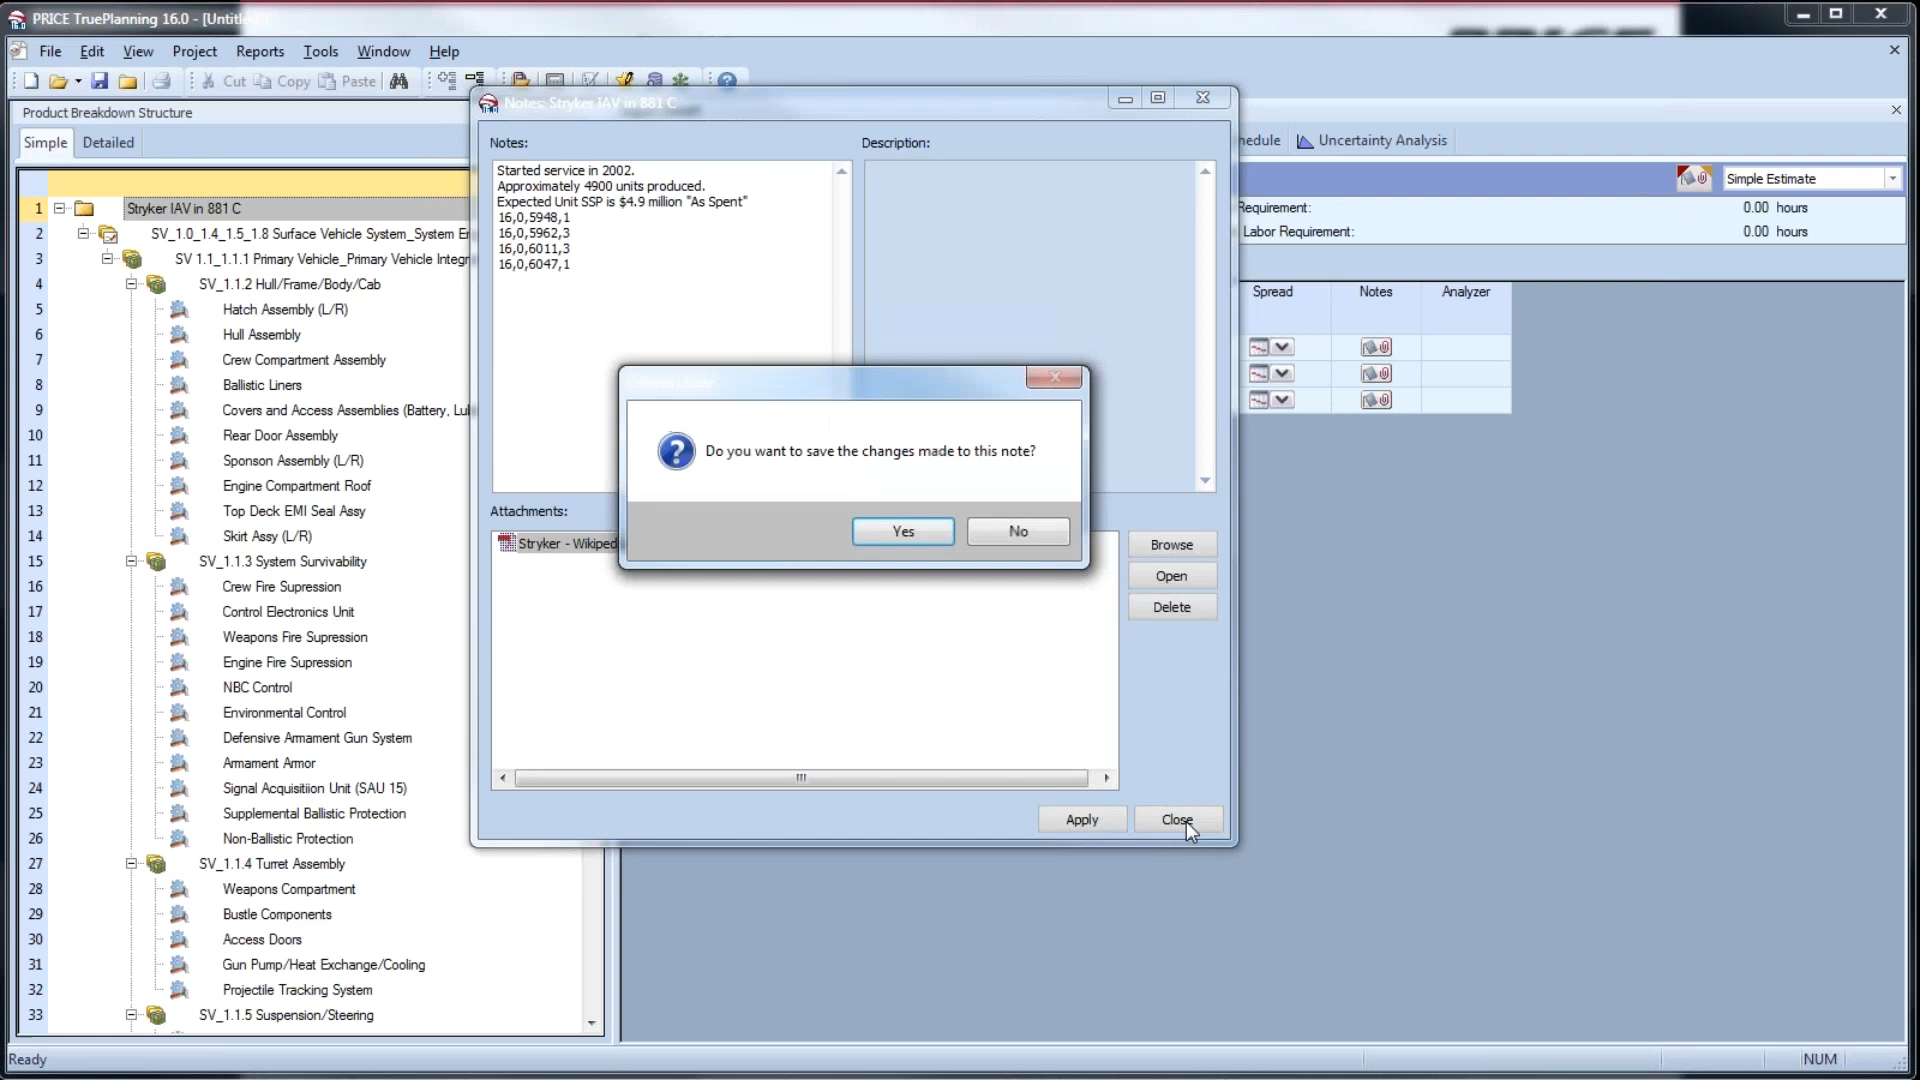 PRICE TruePlanning 16.0 - [Untitled
File Edit View Project Reports Tools Window Help
Cut Copy Paste
Product Breakdown Structure
Simple Detailed
hedule Uncertainty Analysis
Simple Estimate
Requirement: 0.00 hours
Labor Requirement: 0.00 hours
Spread Notes Analyzer
1 Stryker IAV in 881 C
2 SV_1.0_1.4_1.5_1.8 Surface Vehicle System_System En
3 SV 1.1_1.1.1 Primary Vehicle_Primary Vehicle Integr
4 SV_1.1.2 Hull/Frame/Body/Cab
5 Hatch Assembly (L/R)
6 Hull Assembly
7 Crew Compartment Assembly
8 Ballistic Liners
9 Covers and Access Assemblies (Battery, Lul
10 Rear Door Assembly
11 Sponson Assembly (L/R)
12 Engine Compartment Roof
13 Top Deck EMI Seal Assy
14 Skirt Assy (L/R)
15 SV_1.1.3 System Survivability
16 Crew Fire Supression
17 Control Electronics Unit
18 Weapons Fire Supression
19 Engine Fire Supression
20 NBC Control
21 Environmental Control
22 Defensive Armament Gun System
23 Armament Armor
24 Signal Acquisitiion Unit (SAU 15)
25 Supplemental Ballistic Protection
26 Non-Ballistic Protection
27 SV_1.1.4 Turret Assembly
28 Weapons Compartment
29 Bustle Components
30 Access Doors
31 Gun Pump/Heat Exchange/Cooling
32 Projectile Tracking System
33 SV_1.1.5 Suspension/Steering
Notes: Stryker IAV in 881 C
Notes:
Description:
Started service in 2002.
Approximately 4900 units produced.
Expected Unit SSP is $4.9 million "As Spent"
16,0,5948,1
16,0,5962,3
16,0,6011,3
16,0,6047,1
Do you want to save the changes made to this note?
Yes No
Attachments:
Stryker - Wikiped
Browse
Open
Delete
Apply Close
Ready
NUM